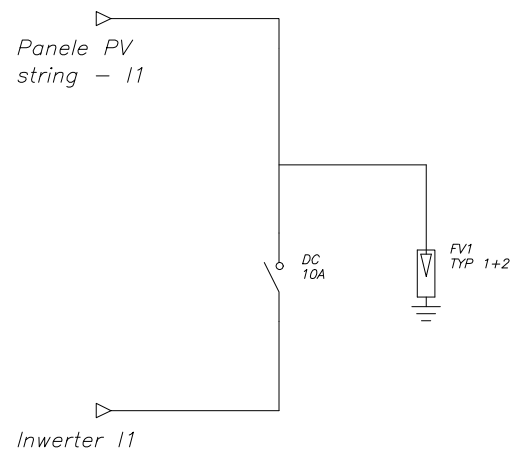 Panele PV
string - I1
DC
10A
FV1
TYP 1+2
Inwerter I1